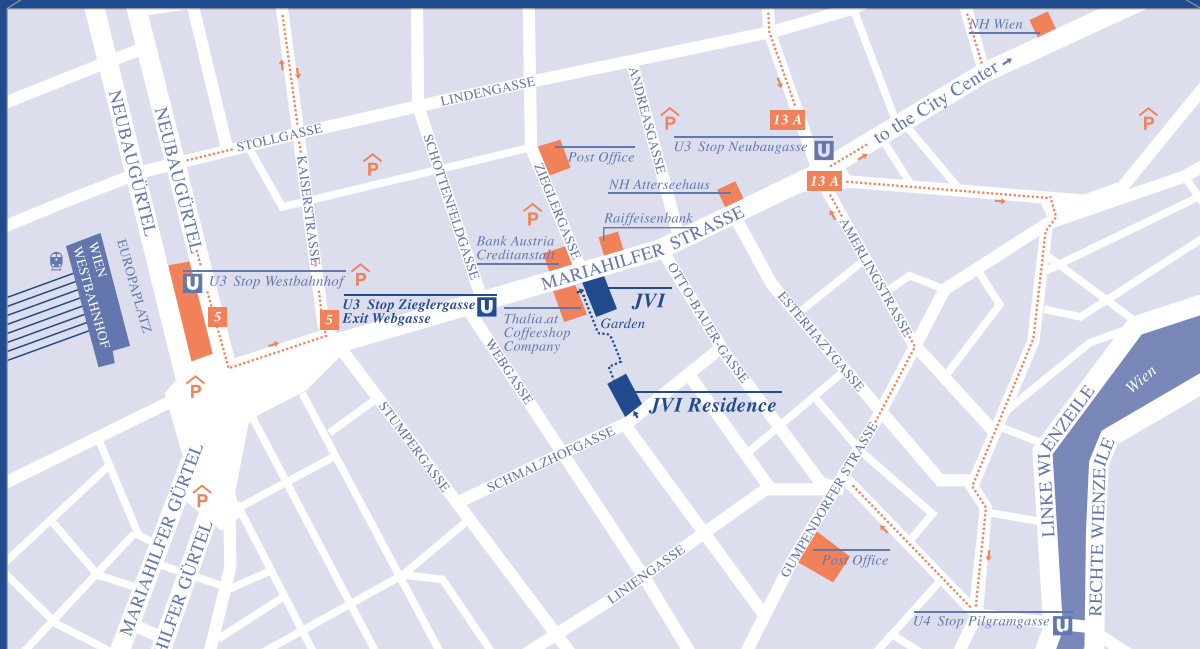 NH Wien
to the City Center
LINDENGASSE
ANDREASGASSE
NEUBAUGÜRTEL
NEUBAUGÜRTEL
STOLLGASSE
P
13 A
P
U3 Stop Neubaugasse
U
SCHOTTENFELDGASSE
Post Office
P
KAISERSTRASSE
ZIEGLERGASSE
NH Atterseehaus
13 A
P
Raiffeisenbank
MARIAHILFER STRASSE
AMERLINGSTRASSE
Bank Austria
Creditanstalt
WIEN
WESTBAHNHOF
EUROPAPLATZ
U
U3 Stop Westbahnhof
P
OTTO-BAUER-GASSE
ESTERHAZYGASSE
U3 Stop Zieglergasse
Exit Webgasse
U
JVI
5
5
Thalia.at
Coffeeshop
Company
Garden
WEBGASSE
P
JVI Residence
Wien
STUMPERGASSE
SCHMALZHOFGASSE
LINKE WIENZEILE
RECHTE WIENZEILE
MARIAHILFER GÜRTEL
P
HILFER GÜRTEL
GUMPENDORFER STRASSE
LINIENGASSE
Post Office
U4 Stop Pilgramgasse
U